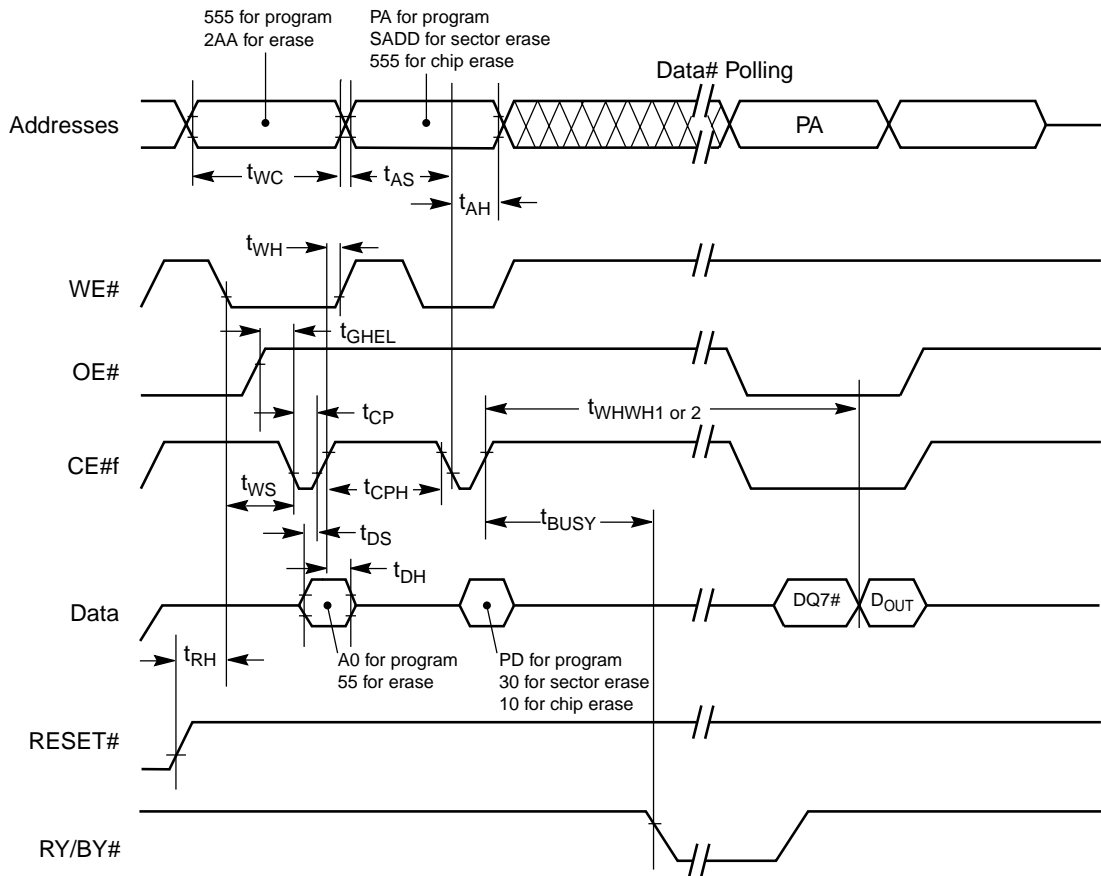 555 for program
2AA for erase
PA for program
SADD for sector erase
555 for chip erase
Data# Polling
Addresses
PA
tWC
tAS
tAH
tWH
WE#
tGHEL
OE#
tWHWH1 or 2
tCP
CE#f
tWS
tCPH
tBUSY
tDS
tDH
Data
DQ7#
DOUT
tRH
A0 for program
55 for erase
PD for program
30 for sector erase
10 for chip erase
RESET#
RY/BY#